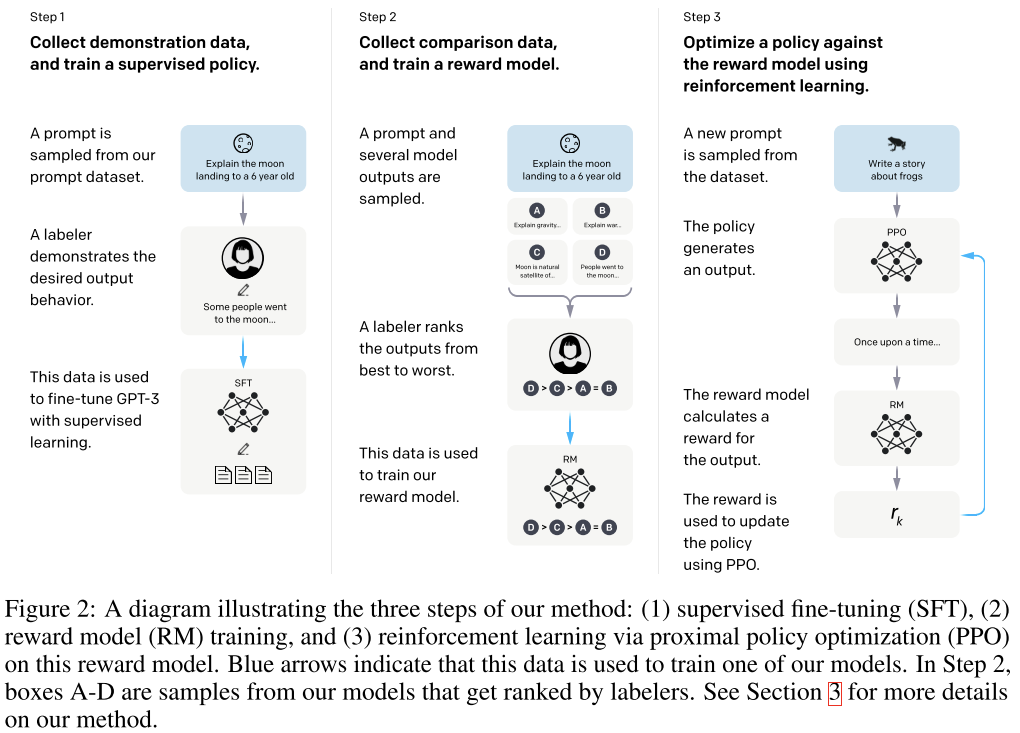 Step 1
Collect demonstration data,
and train a supervised policy.
A prompt is
sampled from our
prompt dataset.
Explain the moon
landing to a 6 year old
A labeler
demonstrates the
desired output
behavior.
Some people went
to the moon...
This data is used
to fine-tune GPT-3
with supervised
learning.
SFT
Step 2
Collect comparison data,
and train a reward model.
A prompt and
several model
outputs are
sampled.
Explain the moon
landing to a 6 year old
A
Explain gravity...
B
Explain war...
C
Moon is natural
satellite of...
D
People went to
the moon...
A labeler ranks
the outputs from
best to worst.
D > C > A = B
This data is used
to train our
reward model.
RM
D > C > A = B
Step 3
Optimize a policy against
the reward model using
reinforcement learning.
A new prompt
is sampled from
the dataset.
Write a story
about frogs
The policy
generates
an output.
PPO
Once upon a time...
The reward model
calculates a
reward for
the output.
RM
The reward is
used to update
the policy
using PPO.
r_k
Figure 2: A diagram illustrating the three steps of our method: (1) supervised fine-tuning (SFT), (2)
reward model (RM) training, and (3) reinforcement learning via proximal policy optimization (PPO)
on this reward model. Blue arrows indicate that this data is used to train one of our models. In Step 2,
boxes A-D are samples from our models that get ranked by labelers. See Section 3 for more details
on our method.